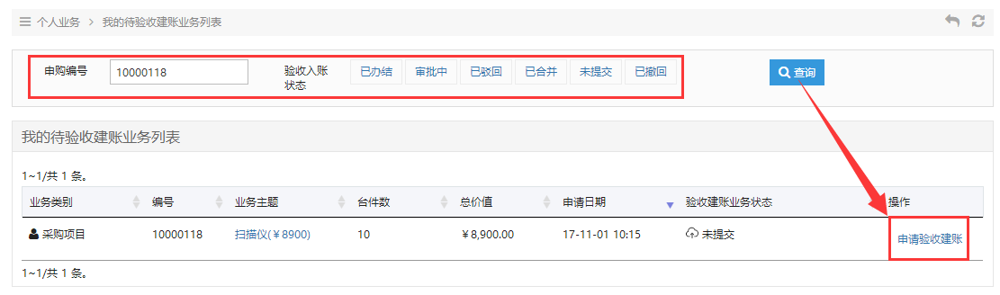 个人业务 > 我的待验收建账业务列表
申购编号 10000118 验收入账状态 已办结 审批中 已驳回 已合并 未提交 已撤回 查询
我的待验收建账业务列表
1~1/共 1 条。
业务类别 编号 业务主题 台件数 总价值 申请日期 验收建账业务状态 操作
采购项目 10000118 扫描仪(￥8900) 10 ￥8,900.00 17-11-01 10:15 未提交 申请验收建账
1~1/共 1 条。